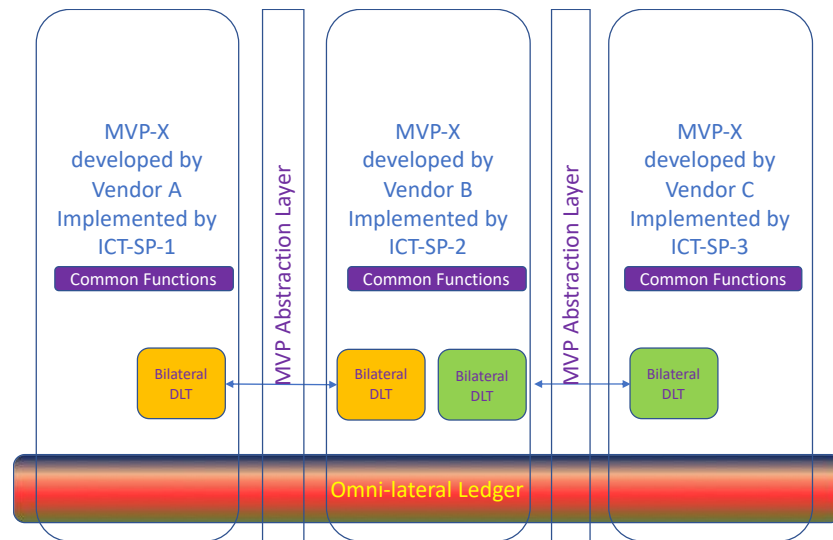 MVP-X
developed by
Vendor A
Implemented by
ICT-SP-1
Common Functions
Bilateral
DLT
MVP Abstraction Layer
MVP-X
developed by
Vendor B
Implemented by
ICT-SP-2
Common Functions
Bilateral
DLT
Bilateral
DLT
MVP Abstraction Layer
MVP-X
developed by
Vendor C
Implemented by
ICT-SP-3
Common Functions
Bilateral
DLT
Omni-lateral Ledger